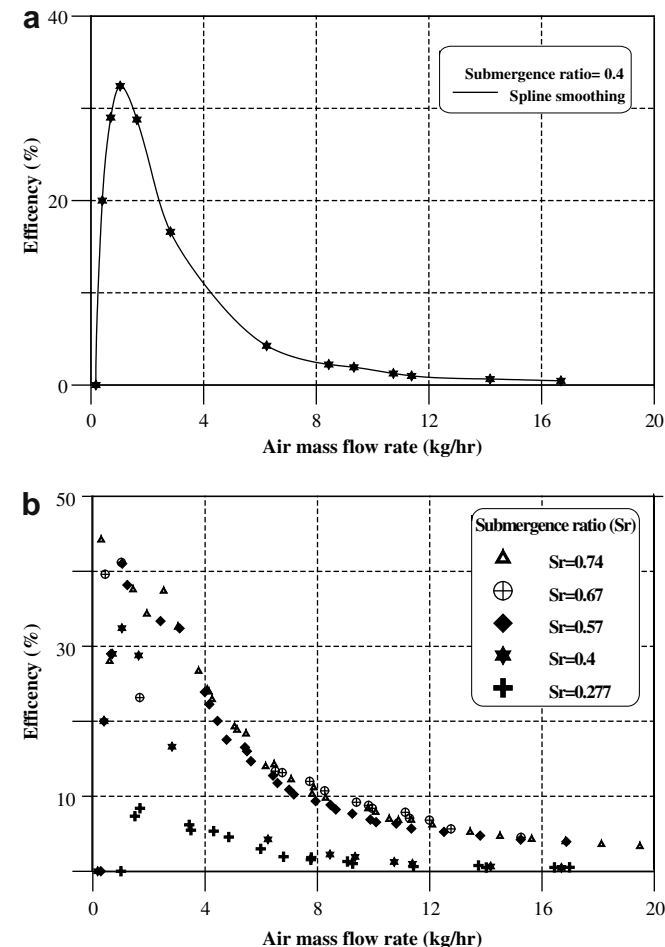 a
40
20
0
Efficency (%)
Submergence ratio= 0.4
Spline smoothing
0 4 8 12 16 20
Air mass flow rate (kg/hr)
b
50
30
10
Efficency (%)
Submergence ratio (Sr)
Sr=0.74
Sr=0.67
Sr=0.57
Sr=0.4
Sr=0.277
0 4 8 12 16 20
Air mass flow rate (kg/hr)